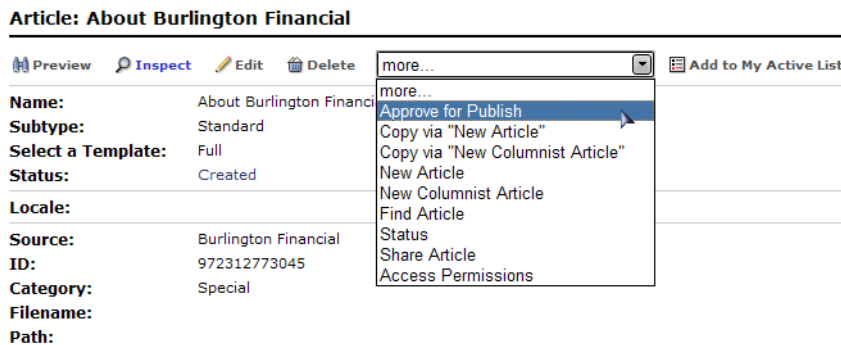 Article: About Burlington Financial
Preview Inspect Edit Delete more... Add to My Active List
more...
Approve for Publish
Copy via "New Article"
Copy via "New Columnist Article"
New Article
New Columnist Article
Find Article
Status
Share Article
Access Permissions
Name: About Burlington Financi
Subtype: Standard
Select a Template: Full
Status: Created
Locale:
Source: Burlington Financial
ID: 972312773045
Category: Special
Filename:
Path: